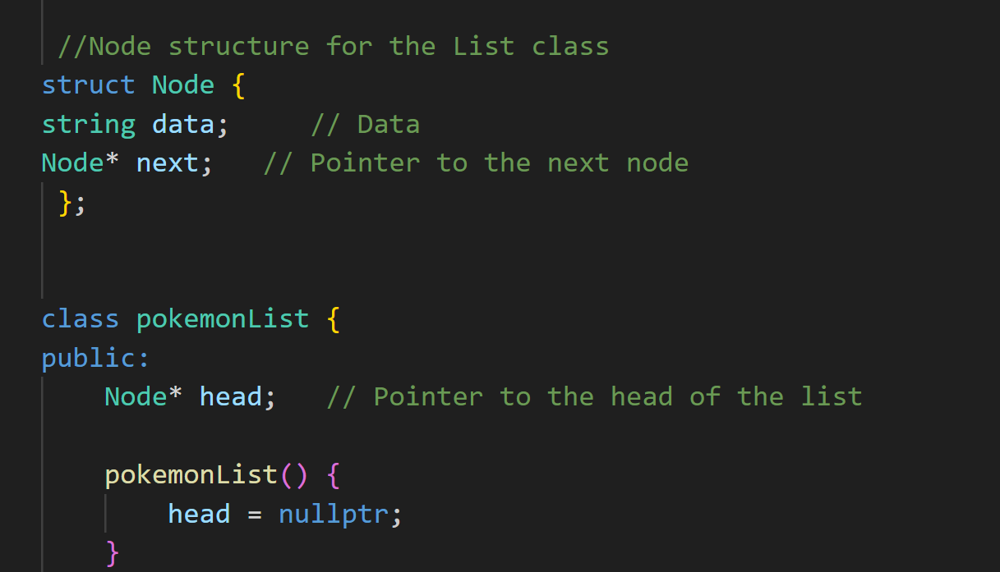 //Node structure for the List class
struct Node {
string data;     // Data
Node* next;   // Pointer to the next node
};
class pokemonList {
public:
Node* head;   // Pointer to the head of the list
pokemonList() {
head = nullptr;
}